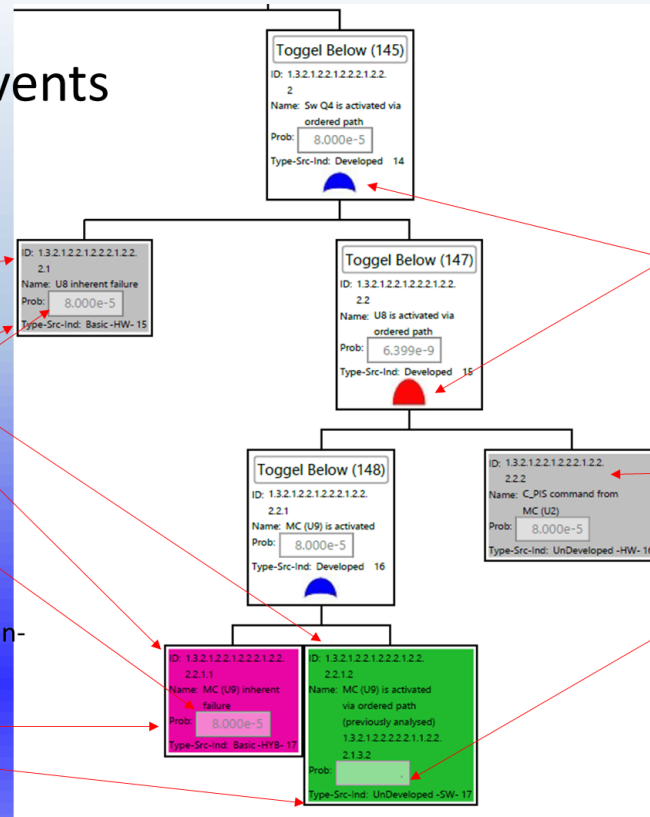 vents
Toggel Below (145)
ID: 1.3.2.1.2.2.1.2.2.2.1.2.2.
2
Name: Sw Q4 is activated via
ordered path
Prob: 8.000e-5
Type-Src-Ind: Developed 14
ID: 1.3.2.1.2.2.1.2.2.2.1.2.2.
2.1
Name: U8 inherent failure
Prob: 8.000e-5
Type-Src-Ind: Basic -HW- 15
Toggel Below (147)
ID: 1.3.2.1.2.2.1.2.2.2.1.2.2.
2.2
Name: U8 is activated via
ordered path
Prob: 6.399e-9
Type-Src-Ind: Developed 15
Toggel Below (148)
ID: 1.3.2.1.2.2.1.2.2.2.1.2.2.
2.2.1
Name: MC (U9) is activated
Prob: 8.000e-5
Type-Src-Ind: Developed 16
ID: 1.3.2.1.2.2.1.2.2.2.1.2.2.
2.2.2
Name: C_PIS command from
MC (U2)
Prob: 8.000e-5
Type-Src-Ind: UnDeveloped -HW- 16
n-
ID: 1.3.2.1.2.2.1.2.2.2.1.2.2.
2.2.1.1
Name: MC (U9) inherent
failure
Prob: 8.000e-5
Type-Src-Ind: Basic -HYB- 17
ID: 1.3.2.1.2.2.1.2.2.2.1.2.2.
2.2.1.2
Name: MC (U9) is activated
via ordered path
(previously analysed)
1.3.2.1.2.2.2.2.2.1.1.2.2.
2.1.3.2
Prob: .
Type-Src-Ind: UnDeveloped -SW- 17